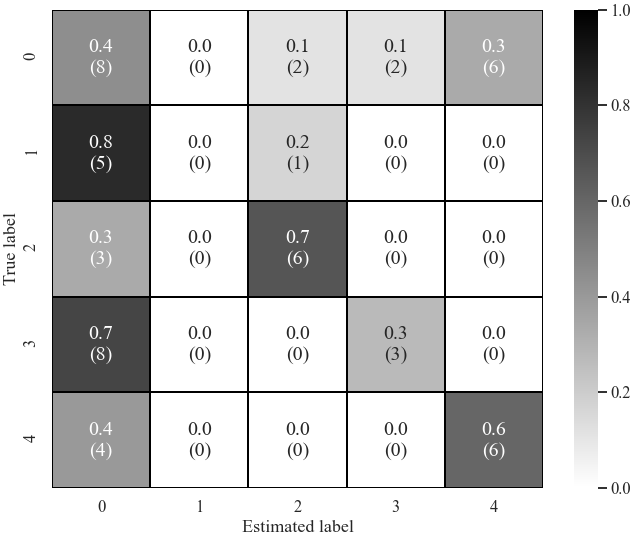 0.4 0.0 0.1 0.1 0.3
0 (8) (0) (2) (2) (6)
0.8 0.0 0.2 0.0 0.0
1 (5) (0) (1) (0) (0)
0.3 0.0 0.7 0.0 0.0
2 (3) (0) (6) (0) (0)
0.7 0.0 0.0 0.3 0.0
3 (8) (0) (0) (3) (0)
0.4 0.0 0.0 0.0 0.6
4 (4) (0) (0) (0) (6)
0 1 2 3 4
True label
Estimated label
1.0
0.8
0.6
0.4
0.2
0.0